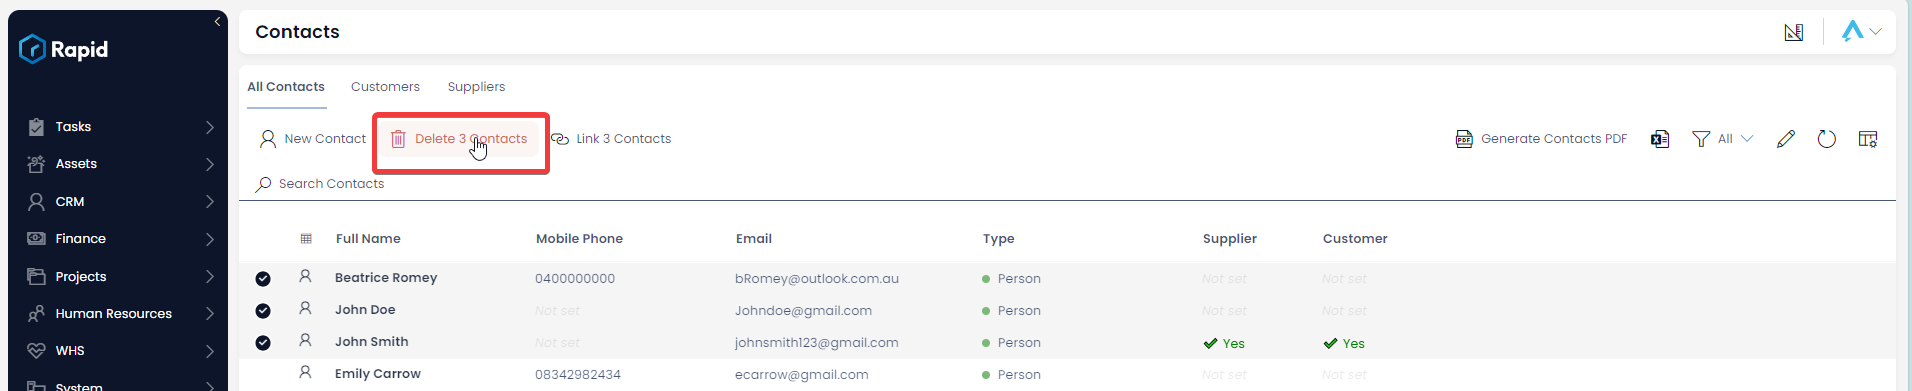 Rapid
Tasks
Assets
CRM
Finance
Projects
Human Resources
WHS
System
Contacts
All Contacts Customers Suppliers
New Contact Delete 3 Contacts Link 3 Contacts Generate Contacts PDF All
Search Contacts
Full Name Mobile Phone Email Type Supplier Customer
Beatrice Romey 0400000000 bRomey@outlook.com.au Person Not set Not set
John Doe Not set Johndoe@gmail.com Person Not set Not set
John Smith Not set johnsmith123@gmail.com Person Yes Yes
Emily Carrow 08342982434 ecarrow@gmail.com Person Not set Not set